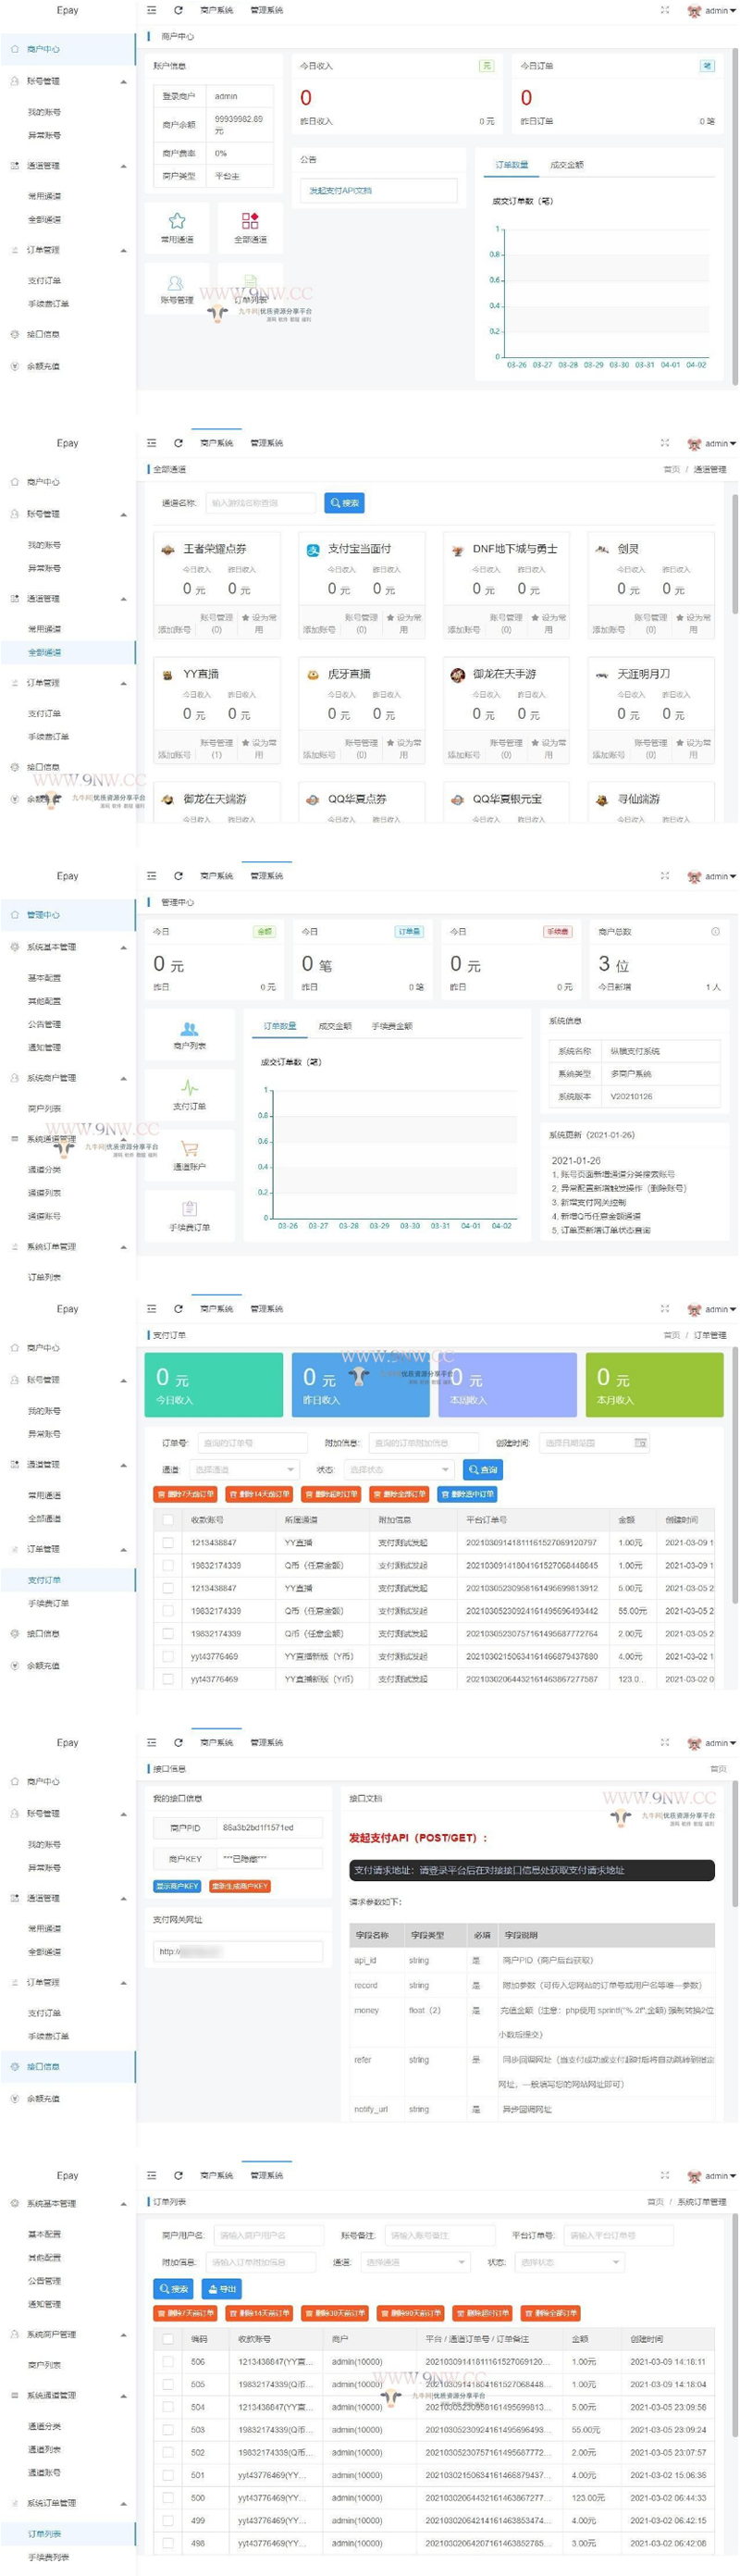 Epay
商户系统 管理系统
admin
商户中心
商户中心
账号管理
我的账号
异常账号
通道管理
常用通道
全部通道
订单管理
支付订单
手续费订单
接口信息
余额充值
账户信息
登录商户 admin
商户余额 99939982.89元
商户费率 0%
商户类型 平台主
今日收入 元
0
昨日收入 0 元
今日订单 笔
0
昨日订单 0 笔
公告
发起支付API文档
订单数量 成交金额
成交订单数（笔）
1
0.8
0.6
0.4
0.2
0
03-26 03-27 03-28 03-29 03-30 03-31 04-01 04-02
常用通道 全部通道
账号管理 订单列表
WWW.9NW.CC
九牛网|优质资源分享平台
Epay
商户系统 管理系统
admin
全部通道
首页 / 通道管理
商户中心
账号管理
我的账号
异常账号
通道管理
常用通道
全部通道
订单管理
支付订单
手续费订单
接口信息
WWW.9NW.CC
九牛网|优质资源分享平台
通道名称: 输入游戏名称查询 搜索
王者荣耀点券 支付宝当面付 DNF地下城与勇士 剑灵
今日收入 昨日收入 今日收入 昨日收入 今日收入 昨日收入 今日收入 昨日收入
0 元 0 元 0 元 0 元 0 元 0 元 0 元 0 元
添加账号 账号管理(0) 设为常用 添加账号 账号管理(0) 设为常用 添加账号 账号管理(0) 设为常用 添加账号 账号管理(0) 设为常用
YY直播 虎牙直播 御龙在天手游 天涯明月刀
今日收入 昨日收入 今日收入 昨日收入 今日收入 昨日收入 今日收入 昨日收入
0 元 0 元 0 元 0 元 0 元 0 元 0 元 0 元
添加账号 账号管理(1) 设为常用 添加账号 账号管理(0) 设为常用 添加账号 账号管理(0) 设为常用 添加账号 账号管理(0) 设为常用
御龙在天端游 QQ华夏点券 QQ华夏银元宝 寻仙端游
今日收入 昨日收入 今日收入 昨日收入 今日收入 昨日收入 今日收入 昨日收入
Epay
商户系统 管理系统
admin
管理中心
管理中心
系统基本管理
基本配置
其他配置
公告管理
通知管理
系统商户管理
商户列表
系统通道管理
通道分类
通道列表
通道账号
系统订单管理
订单列表
WWW.9NW.CC
九牛网|优质资源分享平台
今日 金额
0 元
昨日 0 元
今日 订单量
0 笔
昨日 0 笔
今日 手续费
0 元
昨日 0 元
商户总数
3 位
今日新增 1 人
商户列表
支付订单
通道账户
手续费订单
订单数量 成交金额 手续费金额
成交订单数（笔）
1
0.8
0.6
0.4
0.2
0
03-26 03-27 03-28 03-29 03-30 03-31 04-01 04-02
系统信息
系统名称 纵横支付系统
系统类型 多商户系统
系统版本 V20210126
系统更新（2021-01-26）
2021-01-26
1, 账号页面新增通道分类搜索账号
2, 异常配置新增触发操作（删除账号）
3, 新增支付网关控制
4, 新增Q币任意金额通道
5, 订单页新增订单状态查询
Epay
商户系统 管理系统
admin
支付订单
首页 / 订单管理
商户中心
账号管理
我的账号
异常账号
通道管理
常用通道
全部通道
订单管理
支付订单
手续费订单
接口信息
余额充值
0 元 0 元 0 元 0 元
今日收入 昨日收入 本周收入 本月收入
WWW.9NW.CC
九牛网|优质资源分享平台
订单号: 查询的订单号 附加信息: 查询的订单附加信息 创建时间: 选择日期范围
通道: 选择通道 状态: 选择状态 查询
删除7天前订单 删除14天前订单 删除超时订单 删除全部订单 删除选中订单
收款账号 所属通道 附加信息 平台订单号 金额 创建时间
1213438847 YY直播 支付测试发起 20210309141811161527069120797 1.00元 2021-03-09 1
19832174339 Q币（任意金额） 支付测试发起 20210309141804161527068448845 1.00元 2021-03-09 1
1213438847 YY直播 支付测试发起 20210305230958161495699813912 5.00元 2021-03-05 2
19832174339 Q币（任意金额） 支付测试发起 20210305230924161495696493442 55.00元 2021-03-05 2
19832174339 Q币（任意金额） 支付测试发起 20210305230757161495687772764 2.00元 2021-03-05 2
yyt43776469 YY直播新版（Y币） 支付测试发起 20210302150634161466879437880 4.00元 2021-03-02 1
yyt43776469 YY直播新版（Y币） 支付测试发起 20210302064432161463867277587 123.0... 2021-03-02 0
Epay
商户系统 管理系统
admin
接口信息
首页
商户中心
账号管理
我的账号
异常账号
通道管理
常用通道
全部通道
订单管理
支付订单
手续费订单
接口信息
余额充值
我的接口信息
商户PID 86a3b2bd1f1571ed
商户KEY ***已隐藏***
显示商户KEY 重新生成商户KEY
支付网关网址
http://
接口文档
WWW.9NW.CC
九牛网|优质资源分享平台
发起支付API（POST/GET）:
支付请求地址：请登录平台后在对接接口信息处获取支付请求地址
请求参数如下：
字段名称 字段类型 必填 字段说明
api_id string 是 商户PID（商户后台获取）
record string 是 附加参数（可传入您网站的订单号或用户名等唯一参数）
money float（2） 是 充值金额（注意：php使用 sprintf("%.2f",金额) 强制转换2位小数后提交）
refer string 是 同步回调网址（当支付成功或支付超时后将自动跳转到指定网址，一般填写您的网站网址即可）
notify_url string 是 异步回调网址
Epay
商户系统 管理系统
admin
订单列表
首页 / 系统订单管理
系统基本管理
基本配置
其他配置
公告管理
通知管理
系统商户管理
商户列表
系统通道管理
通道分类
通道列表
通道账号
系统订单管理
订单列表
手续费列表
商户用户名: 请输入商户用户名 账号备注: 请输入账号备注 平台订单号: 请输入平台订单号
附加信息: 请输入订单附加信息 通道: 选择通道 状态: 选择状态
搜索 导出
删除7天前订单 删除14天前订单 删除30天前订单 删除90天前订单 删除超时订单 删除全部订单
编码 收款账号 商户 平台 / 通道订单号 / 订单备注 金额 创建时间
506 1213438847(YY直... admin(10000) 20210309141811161527069120... 1.00元 2021-03-09 14:18:11
505 19832174339(Q币... admin(10000) 20210309141804161527068448... 1.00元 2021-03-09 14:18:04
504 1213438847(YY直... admin(10000) 20210305230958161495699813... 5.00元 2021-03-05 23:09:58
503 19832174339(Q币... admin(10000) 20210305230924161495696493... 55.00元 2021-03-05 23:09:24
502 19832174339(Q币... admin(10000) 20210305230757161495687772... 2.00元 2021-03-05 23:07:57
501 yyt43776469(YY... admin(10000) 20210302150634161466879437... 4.00元 2021-03-02 15:06:36
500 yyt43776469(YY... admin(10000) 20210302064432161463867277... 123.00元 2021-03-02 06:44:33
499 yyt43776469(YY... admin(10000) 20210302064214161463853474... 4.00元 2021-03-02 06:42:15
498 yyt43776469(YY... admin(10000) 20210302064207161463852785... 3.00元 2021-03-02 06:42:08
WWW.9NW.CC
九牛网|优质资源分享平台